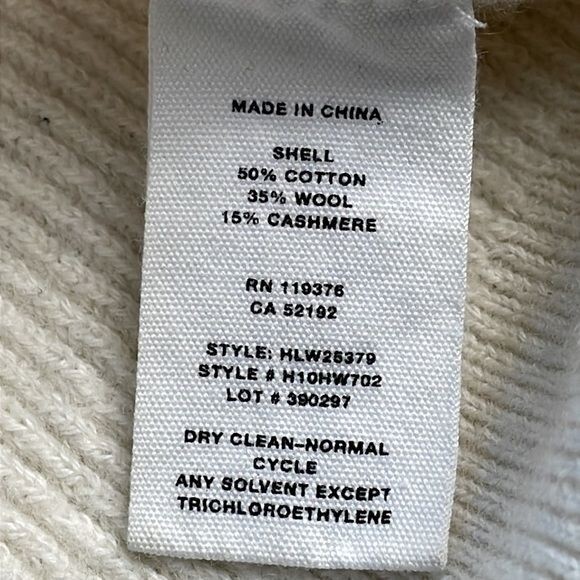 MADE IN CHINA
SHELL
50% COTTON
35% WOOL
15% CASHMERE
RN 119376
CA 52192
STYLE: HLW25379
STYLE # H10HW702
LOT # 390297
DRY CLEAN-NORMAL
CYCLE
ANY SOLVENT EXCEPT
TRICHLOROETHYLENE